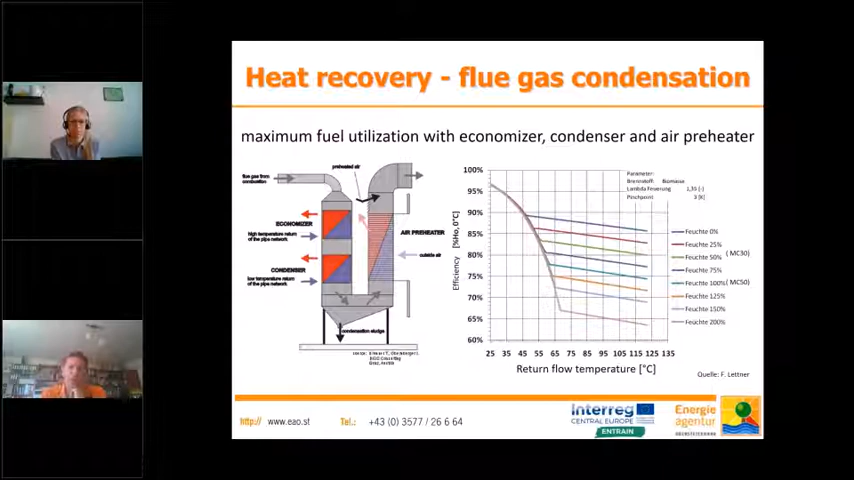 Heat recovery - flue gas condensation
maximum fuel utilization with economizer, condenser and air preheater
preheated air
flue gas from
combustion
ECONOMIZER
high temperature return
of the pipe network
AIR PREHEATER
outside air
CONDENSER
low temperature return
of the pipe network
condensation sludge
Efficiency [%Ho, 0°C]
100%
95%
90%
85%
80%
75%
70%
65%
60%
25 35 45 55 65 75 85 95 105 115 125 135
Return flow temperature [°C]
Parameter:
Brennstoff: Biomasse
Lambda Feuerung
Pinchpoint 3 [K]
Feuchte 0%
Feuchte 25%
Feuchte 50% ( MC30)
Feuchte 75%
Feuchte 100% ( MC50)
Feuchte 125%
Feuchte 150%
Feuchte 200%
Quelle: F. Lettner
http:// www.eao.st Tel.: +43 (0) 3577 / 26 6 64
Interreg
CENTRAL EUROPE
ENTRAIN
Energie
agentur